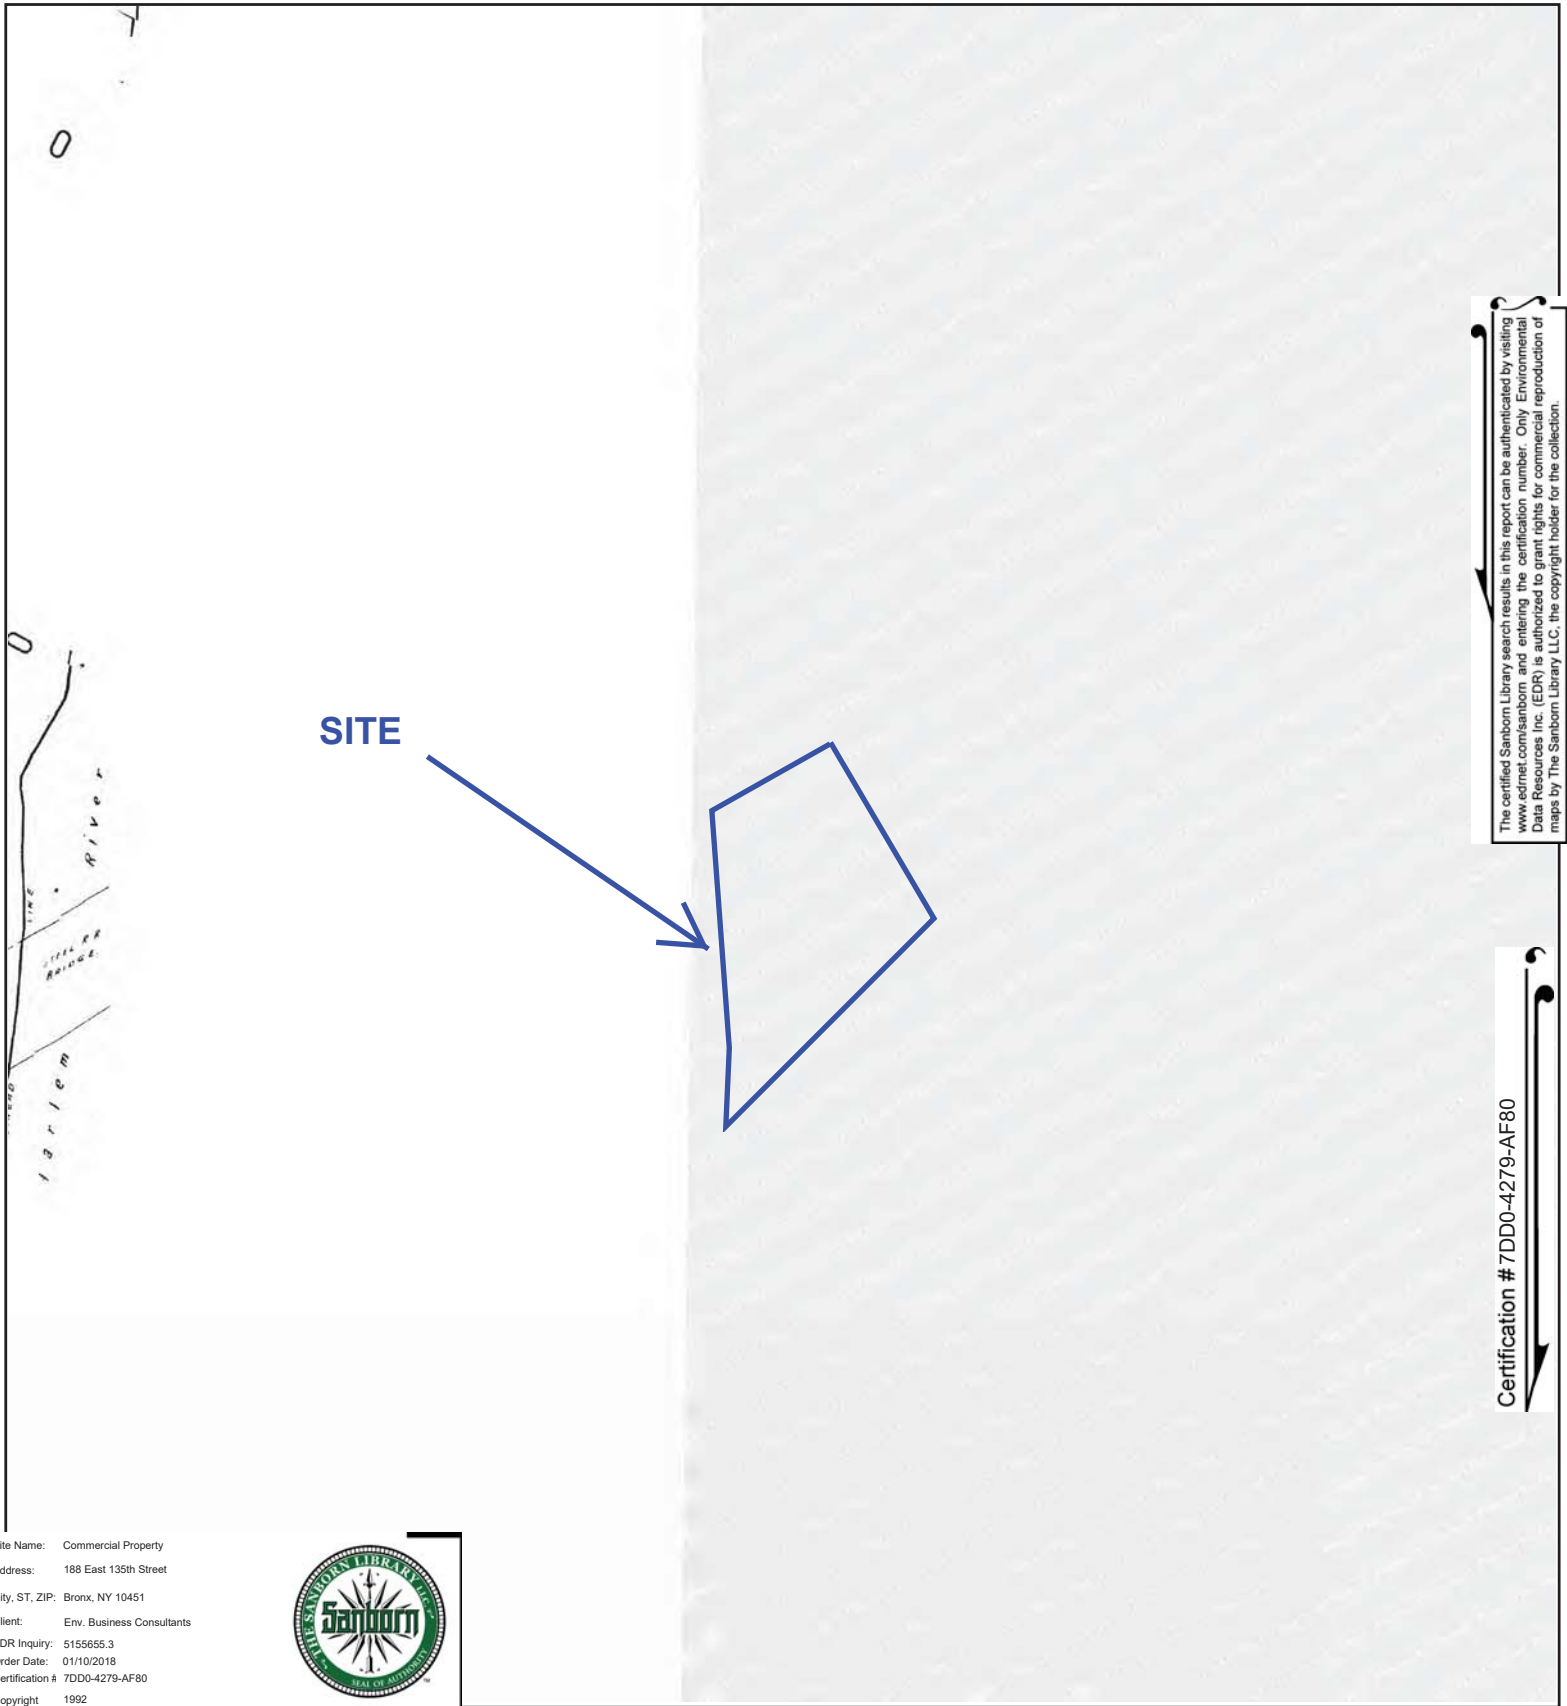 SITE
River
LINE
STEEL R R
BRIDGE.
arlem
The certified Sanborn Library search results in this report can be authenticated by visiting
www.edrnet.com/sanborn and entering the certification number. Only Environmental
Data Resources Inc. (EDR) is authorized to grant rights for commercial reproduction of
maps by The Sanborn Library LLC, the copyright holder for the collection.
Certification # 7DD0-4279-AF80
ite Name: Commercial Property
ddress: 188 East 135th Street
ity, ST, ZIP: Bronx, NY 10451
lient: Env. Business Consultants
DR Inquiry: 5155655.3
rder Date: 01/10/2018
ertification # 7DD0-4279-AF80
opyright 1992
THE SANBORN LIBRARY, LLC
Sanborn
SEAL OF AUTHORITY
™